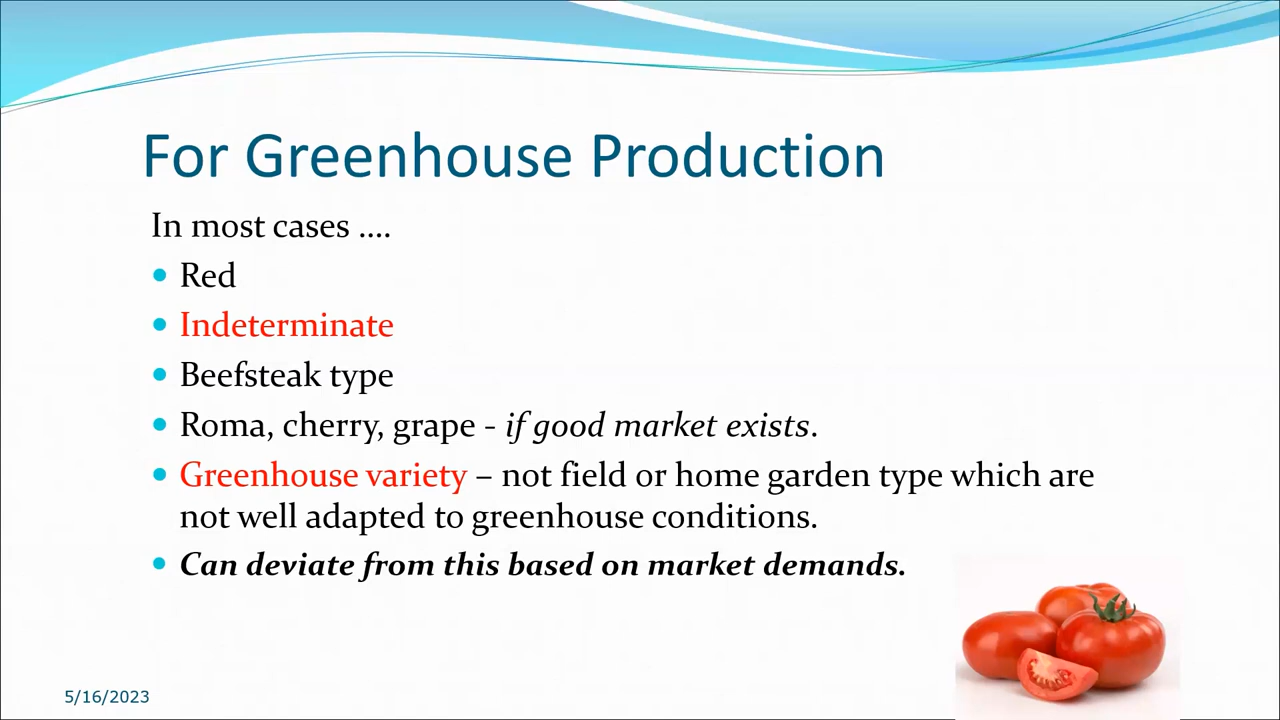 For Greenhouse Production
In most cases ....
• Red
• Indeterminate
• Beefsteak type
• Roma, cherry, grape - if good market exists.
• Greenhouse variety – not field or home garden type which are
not well adapted to greenhouse conditions.
• Can deviate from this based on market demands.
5/16/2023